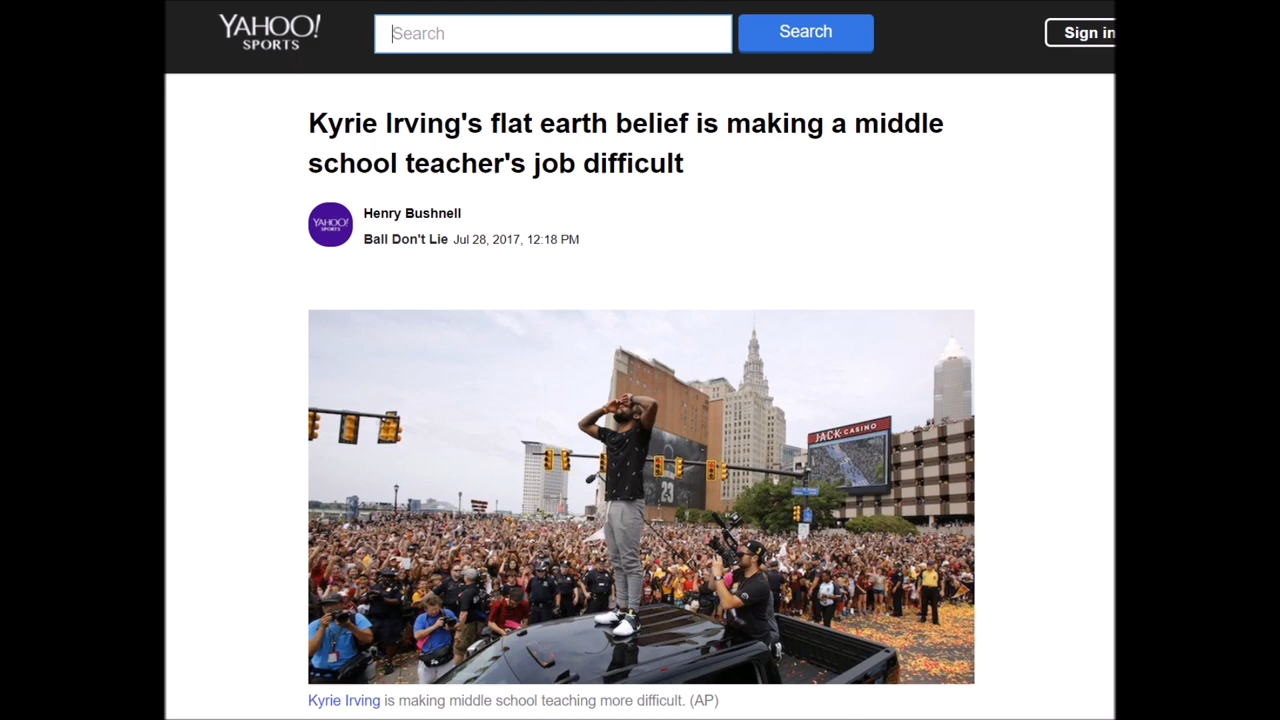 YAHOO!
SPORTS
Search
Search
Sign in
Kyrie Irving's flat earth belief is making a middle
school teacher's job difficult
YAHOO!
SPORTS
Henry Bushnell
Ball Don't Lie Jul 28, 2017, 12:18 PM
JACK CASINO
23
Kyrie Irving is making middle school teaching more difficult. (AP)